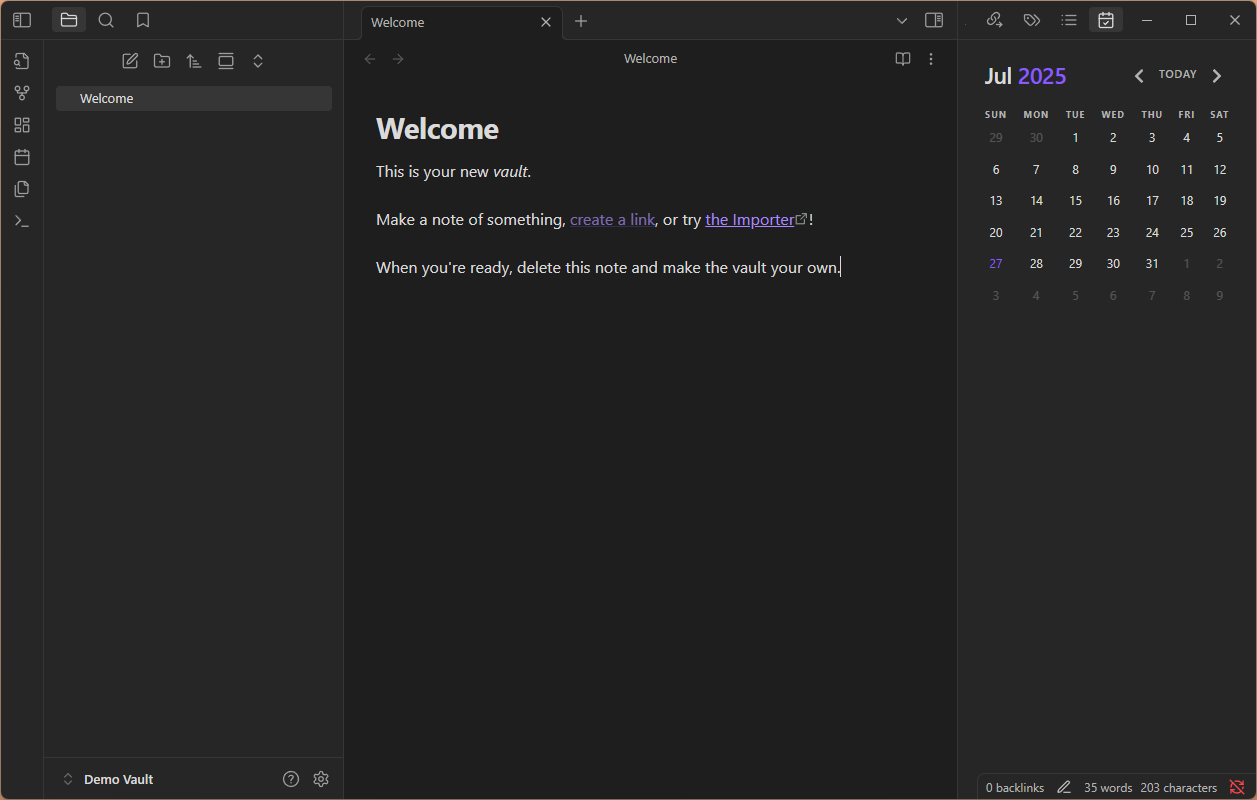 Welcome
Welcome
Welcome
Welcome
This is your new vault.
Make a note of something, create a link, or try the Importer!
When you're ready, delete this note and make the vault your own.
Jul 2025
TODAY
SUN MON TUE WED THU FRI SAT
29 30 1 2 3 4 5
6 7 8 9 10 11 12
13 14 15 16 17 18 19
20 21 22 23 24 25 26
27 28 29 30 31 1 2
3 4 5 6 7 8 9
Demo Vault
0 backlinks 35 words 203 characters